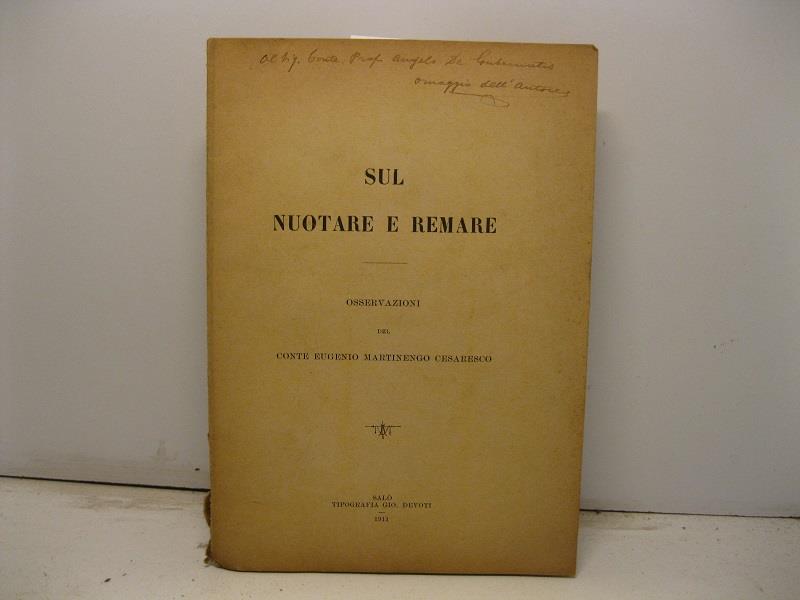 Al Sig. Conte Prof Angelo De Gubernatis
omaggio dell'Autore
SUL
NUOTARE E REMARE
OSSERVAZIONI
DEL
CONTE EUGENIO MARTINENGO CESARESCO
SALÒ
TIPOGRAFIA GIO. DEVOTI
1911